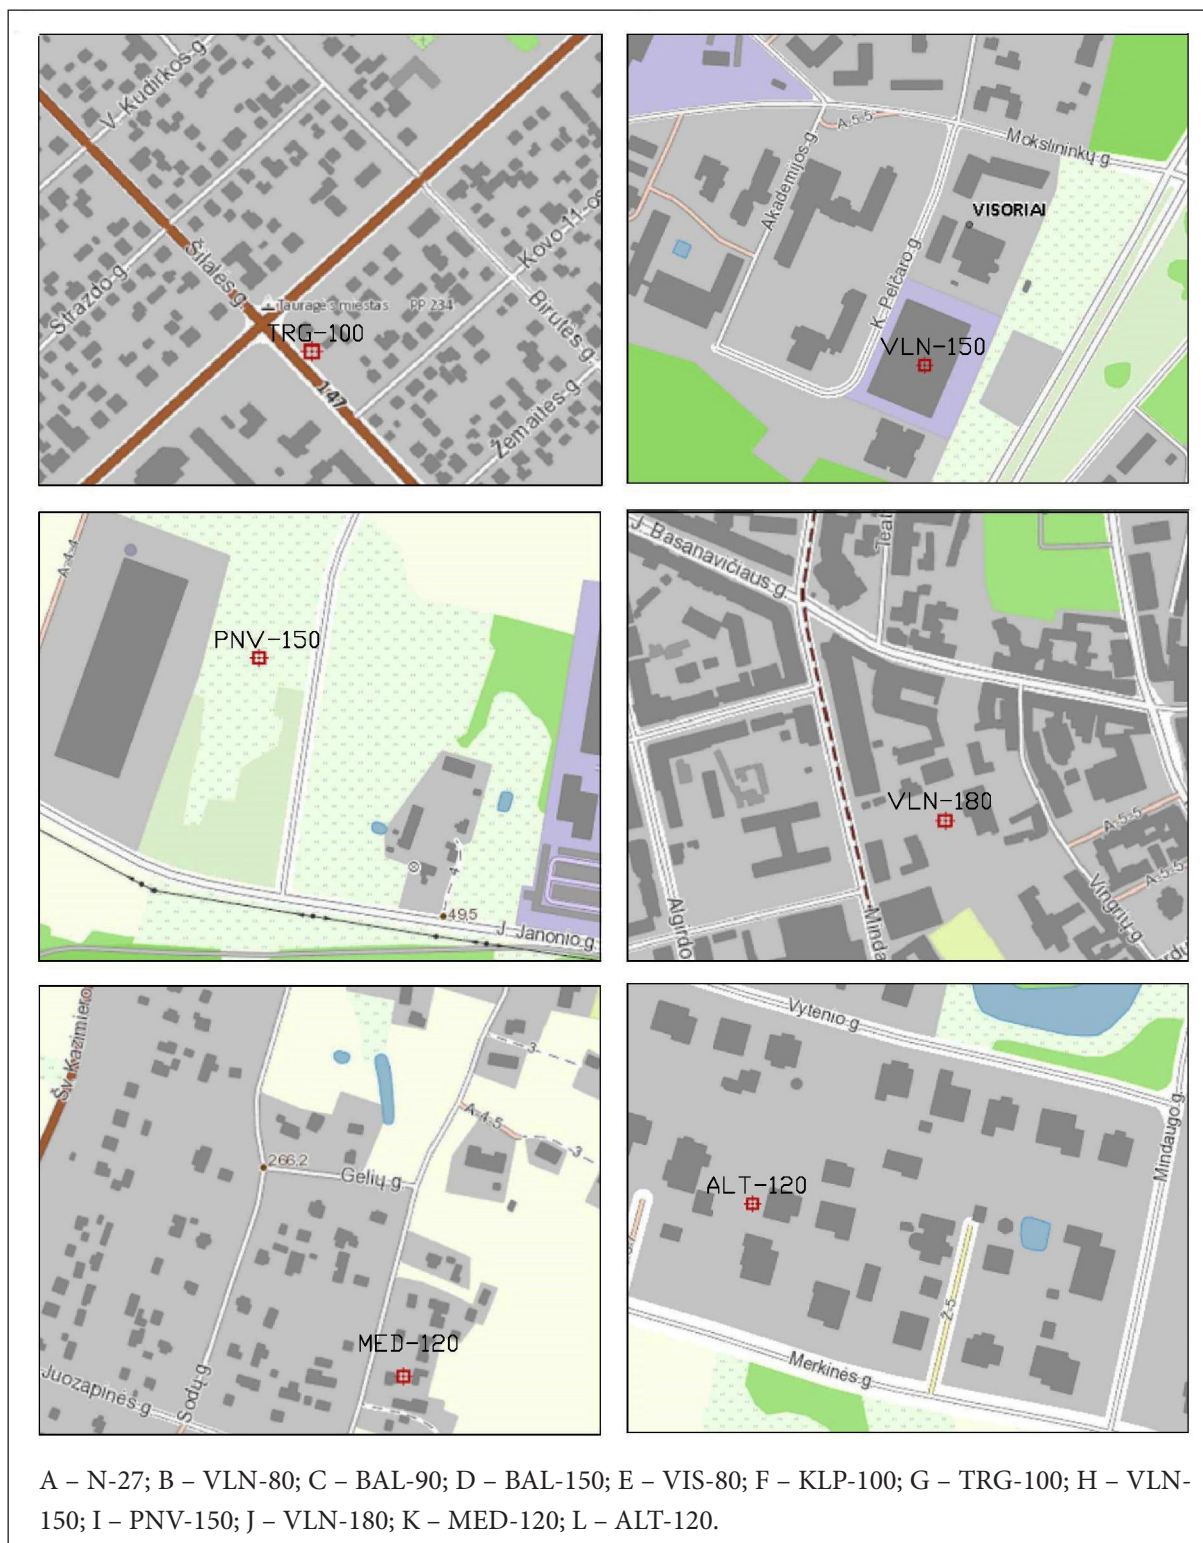 V. Kudirkos g.
Strazdo g.
Šilalės g.
Tauragės miestas PP 234
TRG-100
147
Kovo 11-os
Birutės g.
Žemaitės g.
Mokslininkų g.
A-5-5
Akademijos g.
VISORIAI
K. Pelčaro g.
VLN-150
A-4-4
PNV-150
4
49,5
J. Janonio g.
J. Basanavičiaus g.
Teat
VLN-180
A-5-5
A-5-5
Algirdo
Minda
Vingrių g.
rdu
Šv. Kazimiero
3
A-4-5
3
266,2
Gelių g.
MED-120
Juozapinės g.
Sodų g.
Vytenio g.
Mindaugo g.
ALT-120
2-5
Merkinės g.
A – N-27; B – VLN-80; C – BAL-90; D – BAL-150; E – VIS-80; F – KLP-100; G – TRG-100; H – VLN-
150; I – PNV-150; J – VLN-180; K – MED-120; L – ALT-120.